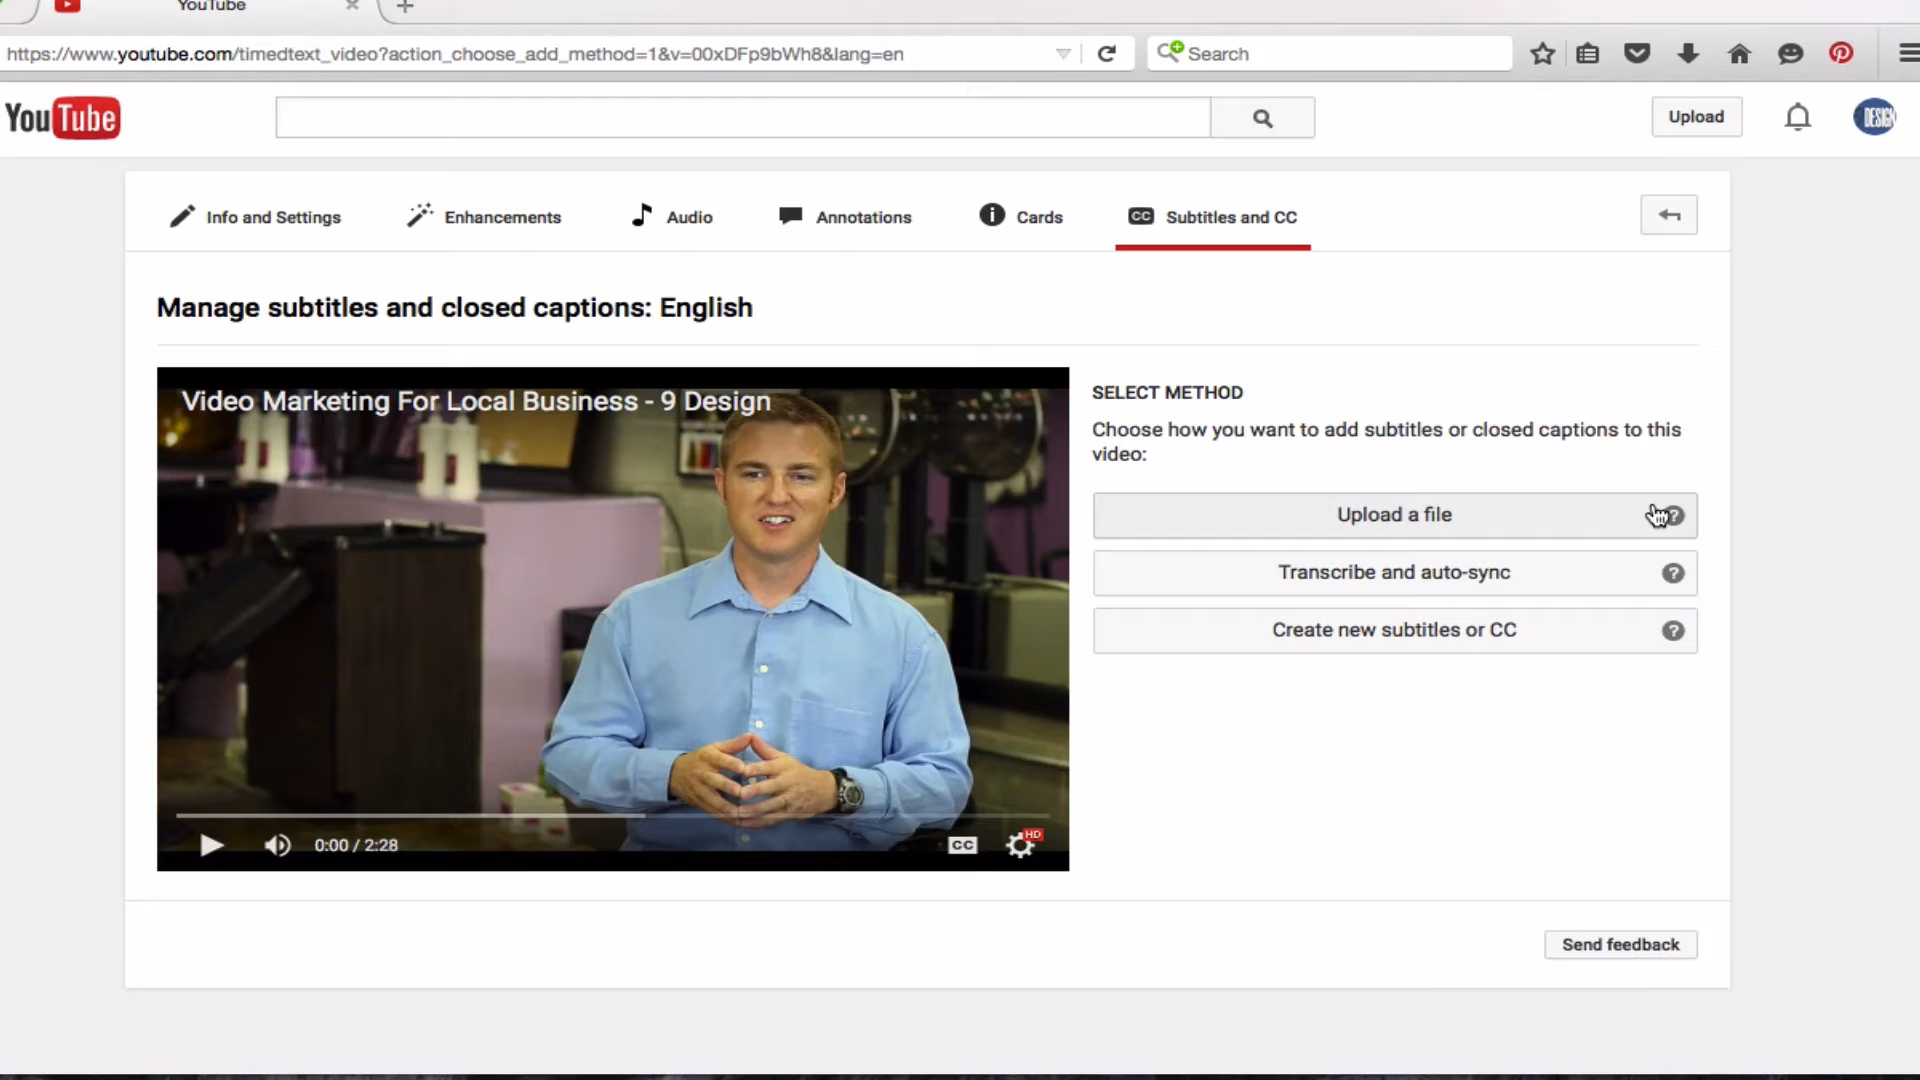 YouTube
https://www.youtube.com/timedtext_video?action_choose_add_method=1&v=00xDFp9bWh8&lang=en
Search
YouTube
Upload
DESIGN
Info and Settings
Enhancements
Audio
Annotations
Cards
CC Subtitles and CC
Manage subtitles and closed captions: English
Video Marketing For Local Business - 9 Design
0:00 / 2:28
CC
HD
SELECT METHOD
Choose how you want to add subtitles or closed captions to this
video:
Upload a file ?
Transcribe and auto-sync ?
Create new subtitles or CC ?
Send feedback